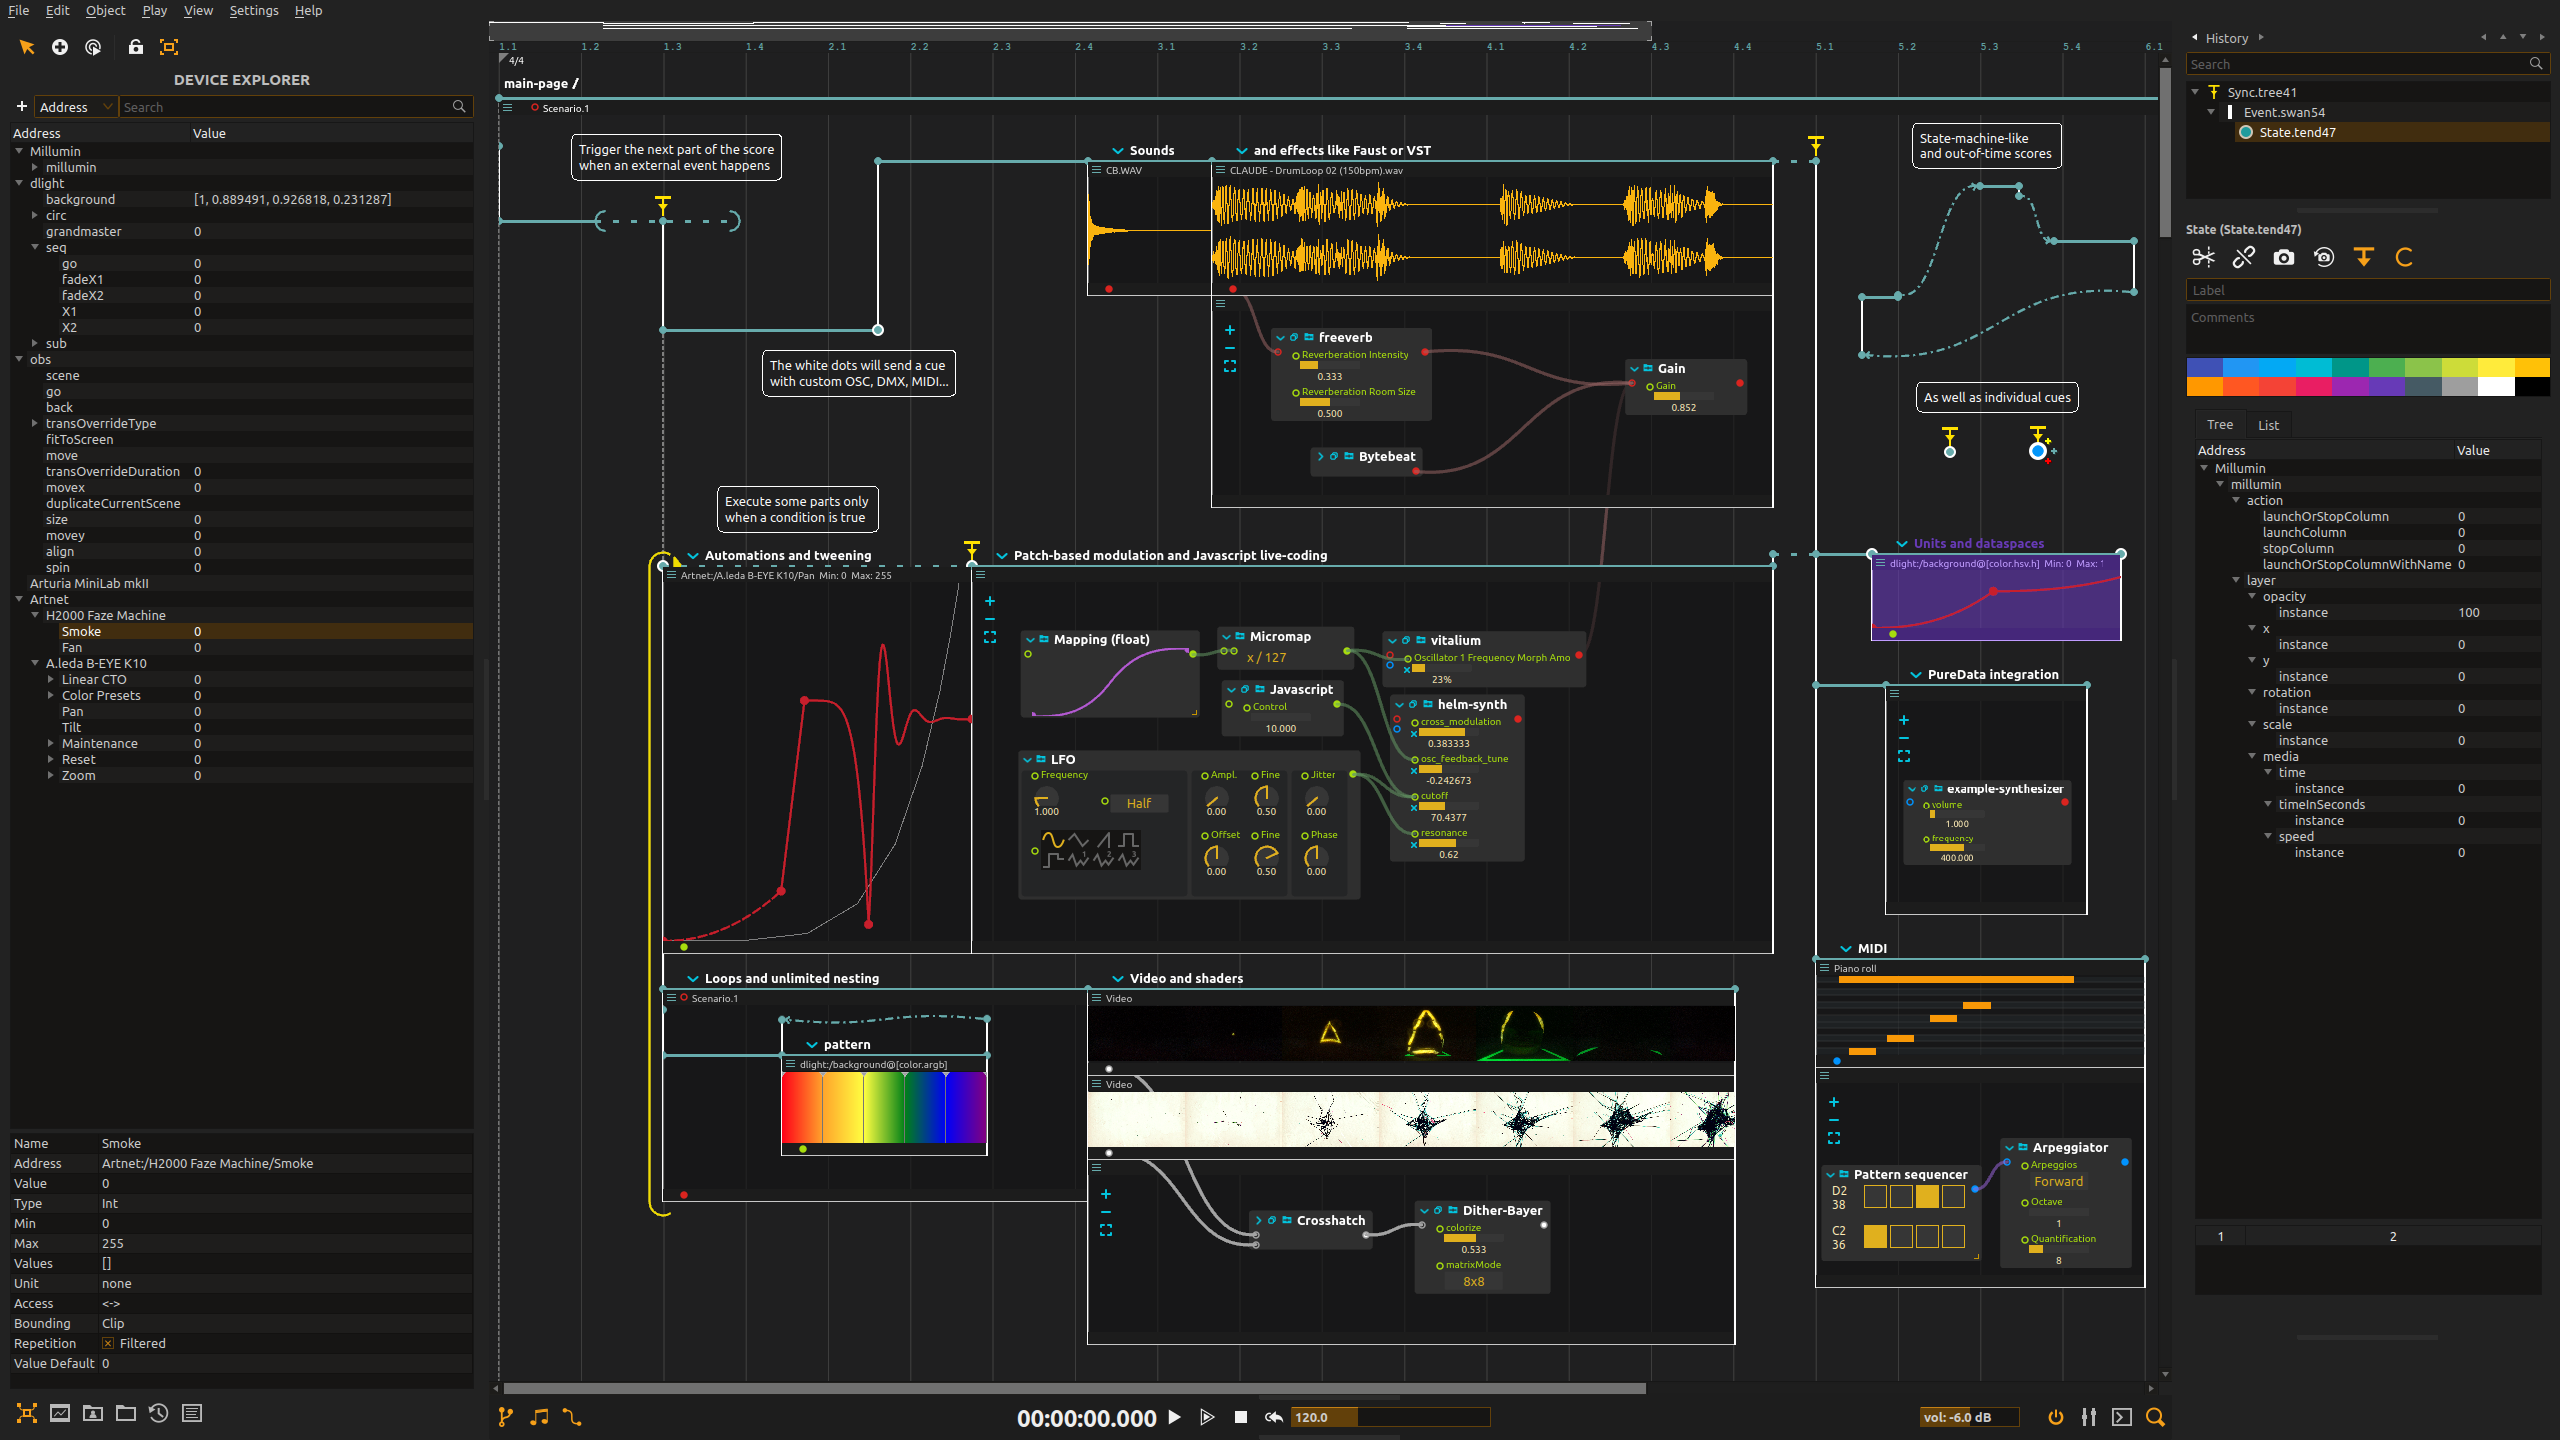 File Edit Object Play View Settings Help
DEVICE EXPLORER
Address Search
Address Value
Millumin
millumin
dlight
background [1, 0.889491, 0.926818, 0.231287]
circ
grandmaster 0
seq
go 0
fadeX1 0
fadeX2 0
X1 0
X2 0
sub
obs
scene
go
back
transOverrideType
fitToScreen
move
transOverrideDuration 0
movex 0
duplicateCurrentScene
size 0
movey 0
align 0
spin 0
Arturia MiniLab mkII
Artnet
H2000 Faze Machine
Smoke 0
Fan 0
A.leda B-EYE K10
Linear CTO 0
Color Presets 0
Pan 0
Tilt 0
Maintenance 0
Reset 0
Zoom 0
Name Smoke
Address Artnet:/H2000 Faze Machine/Smoke
Value 0
Type Int
Min 0
Max 255
Values []
Unit none
Access <->
Bounding Clip
Repetition Filtered
Value Default 0
1.1 1.2 1.3 1.4 2.1 2.2 2.3 2.4 3.1 3.2 3.3 3.4 4.1 4.2 4.3 4.4 5.1 5.2 5.3 5.4 6.1
4/4
main-page /
Scenario.1
Trigger the next part of the score
when an external event happens
The white dots will send a cue
with custom OSC, DMX, MIDI...
Execute some parts only
when a condition is true
Sounds
CB.WAV
and effects like Faust or VST
CLAUDE - DrumLoop 02 (150bpm).wav
freeverb
Reverberation Intensity
0.333
Reverberation Room Size
0.500
Bytebeat
Gain
Gain
0.852
State-machine-like
and out-of-time scores
As well as individual cues
Automations and tweening
Artnet:/A.leda B-EYE K10/Pan Min: 0 Max: 255
Patch-based modulation and Javascript live-coding
Mapping (float)
Micromap
x / 127
Javascript
Control
10.000
vitalium
Oscillator 1 Frequency Morph Amo
23%
helm-synth
cross_modulation
0.383333
osc_feedback_tune
-0.242673
cutoff
70.4377
resonance
0.62
LFO
Frequency
1.000
Half
Ampl. Fine Jitter
0.00 0.50 0.00
Offset Fine Phase
0.00 0.50 0.00
1 2 3
Units and dataspaces
dlight:/background@[color.hsv.h] Min: 0 Max: 1
PureData integration
example-synthesizer
volume
1.000
frequency
400.000
Loops and unlimited nesting
Scenario.1
pattern
dlight:/background@[color.argb]
Video and shaders
Video
Video
Crosshatch
Dither-Bayer
colorize
0.533
matrixMode
8x8
MIDI
Piano roll
Pattern sequencer
D2
38
C2
36
Arpeggiator
Arpeggios
Forward
Octave
1
Quantification
8
00:00:00.000 120.0 vol: -6.0 dB
History
Search
Sync.tree41
Event.swan54
State.tend47
State (State.tend47)
Label
Comments
Tree List
Address Value
Millumin
millumin
action
launchOrStopColumn 0
launchColumn 0
stopColumn 0
launchOrStopColumnWithName 0
layer
opacity
instance 100
x
instance 0
y
instance 0
rotation
instance 0
scale
instance 0
media
time
instance 0
timeInSeconds
instance 0
speed
instance 0
1 2